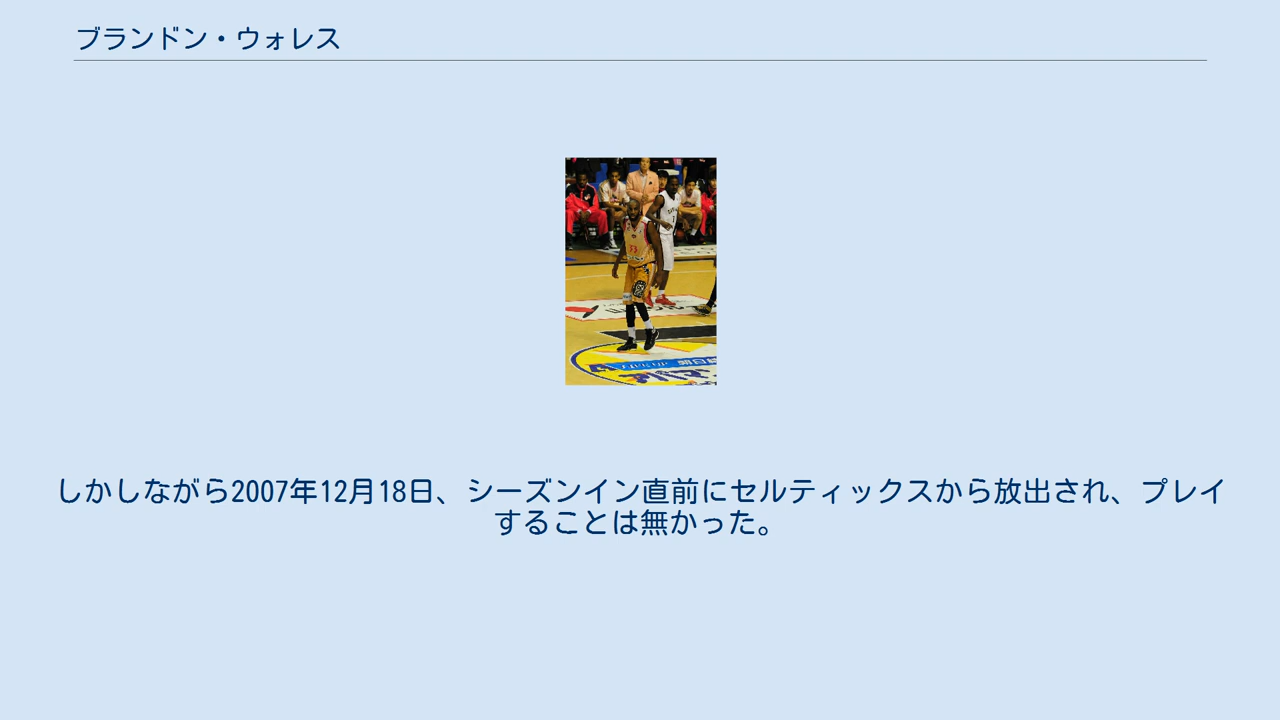 ブランドン・ウォレス
しかしながら2007年12月18日、シーズンイン直前にセルティックスから放出され、プレイ
することは無かった。